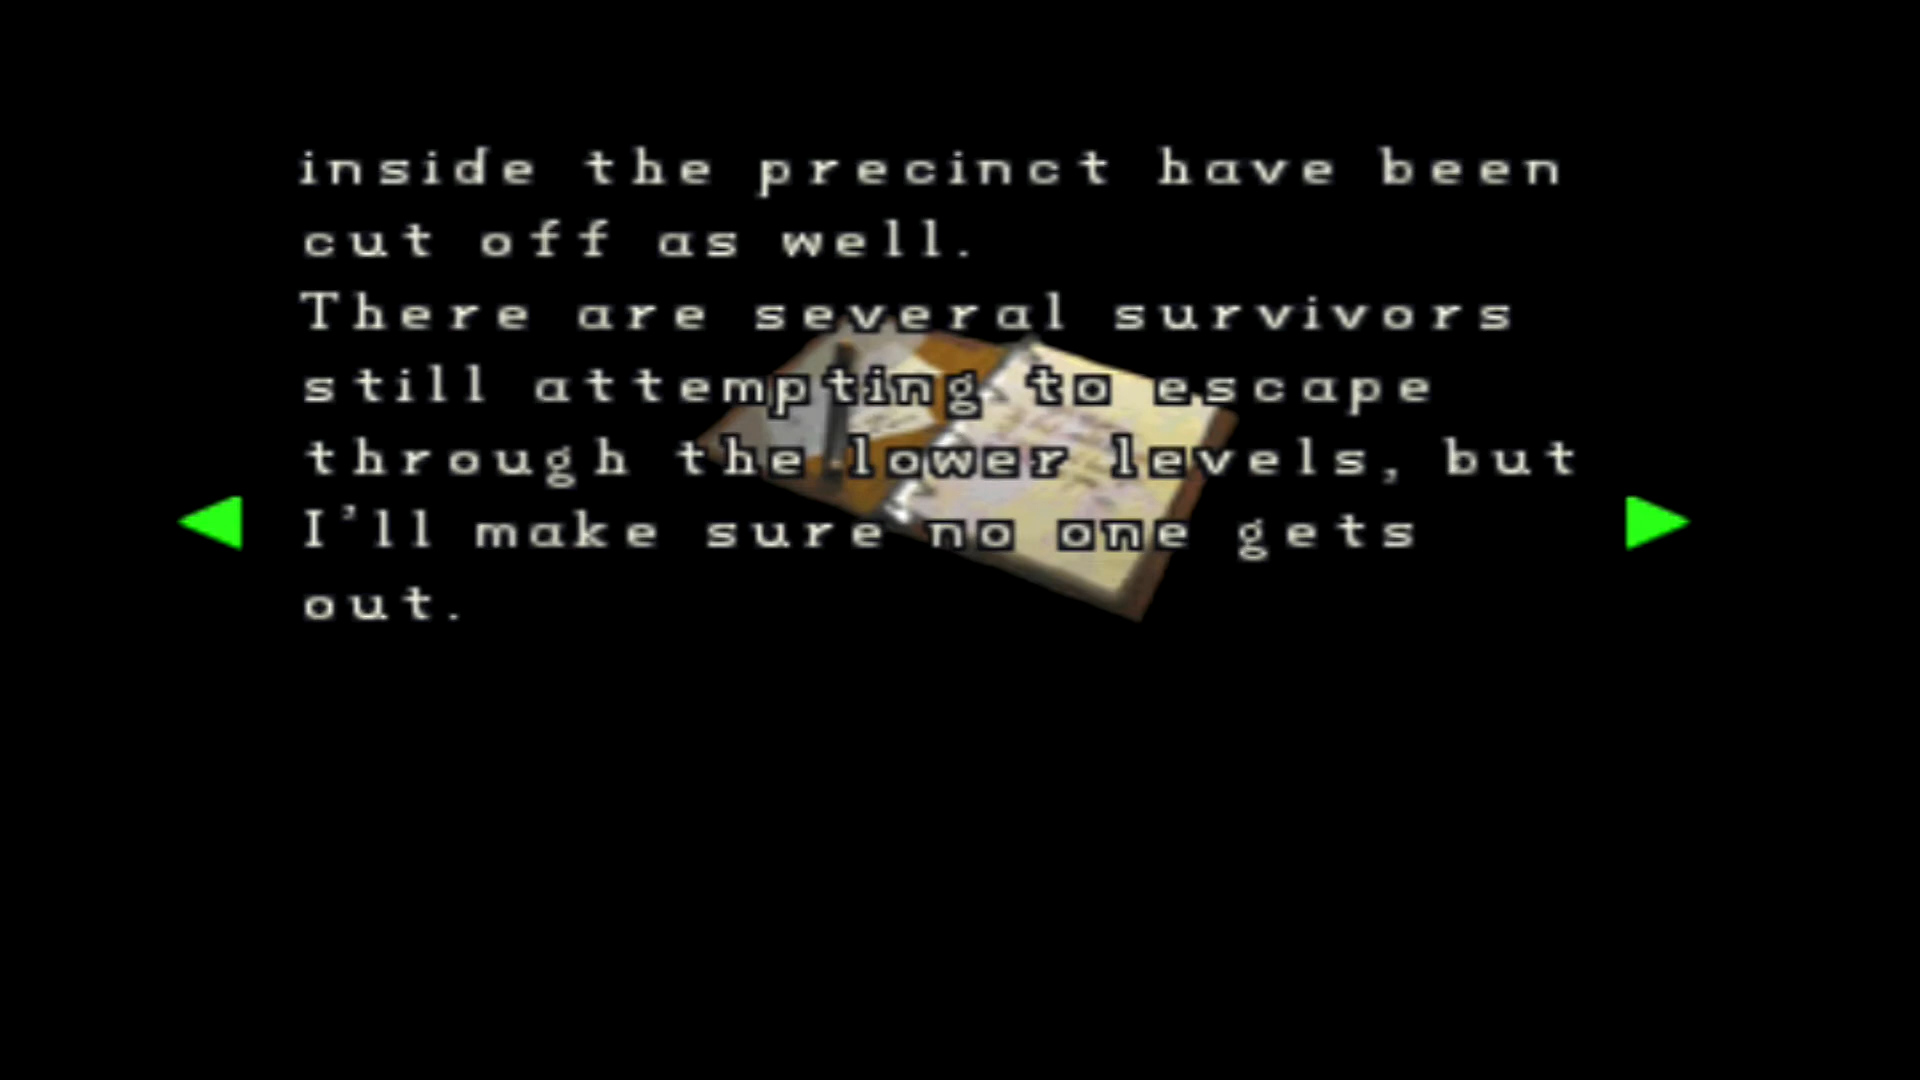 inside the precinct have been
cut off as well.
There are several survivors
still attempting to escape
through the lower levels, but
I'll make sure no one gets
out.